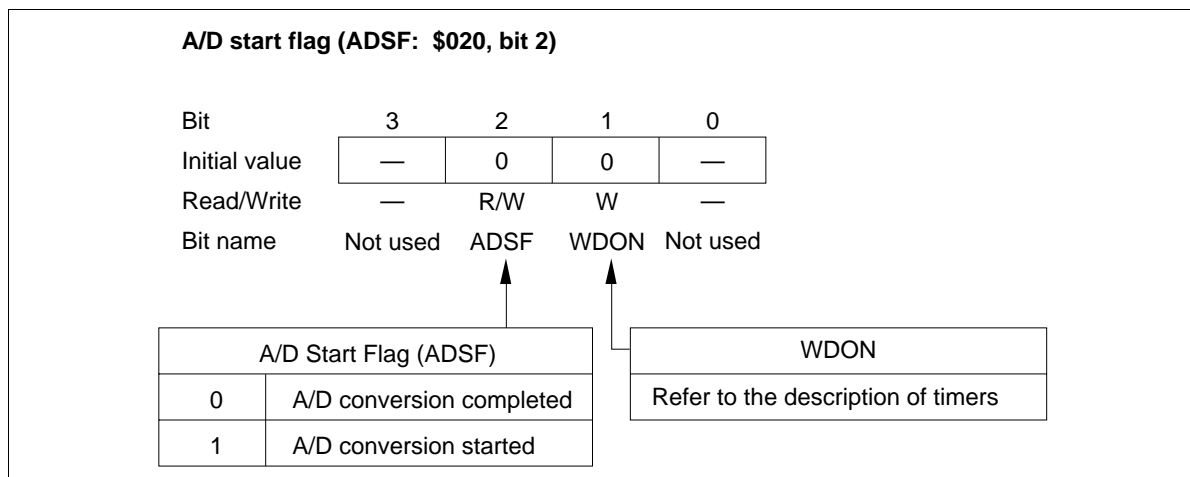 A/D start flag (ADSF: $020, bit 2)
Bit 3 2 1 0
Initial value — 0 0 —
Read/Write — R/W W —
Bit name Not used ADSF WDON Not used
A/D Start Flag (ADSF)
0 A/D conversion completed
1 A/D conversion started
WDON
Refer to the description of timers